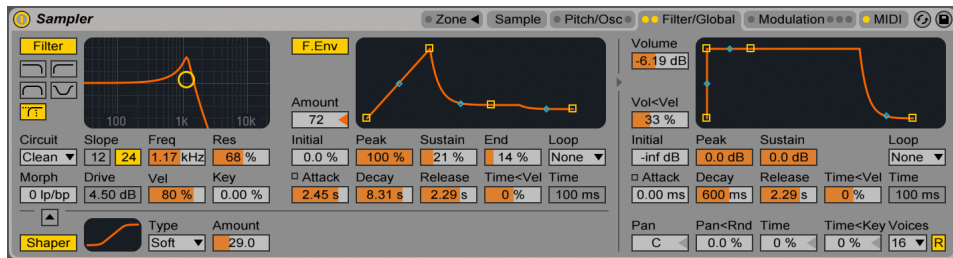 Sampler Zone Sample Pitch/Osc Filter/Global Modulation MIDI
Filter F.Env Volume
-6.19 dB
Amount Vol<Vel
100 1k 10k 72 33 %
Circuit Slope Freq Res Initial Peak Sustain End Loop Initial Peak Sustain Loop
Clean 12 24 1.17 kHz 68 % 0.0 % 100 % 21 % 14 % None -inf dB 0.0 dB 0.0 dB None
Morph Drive Vel Key Attack Decay Release Time<Vel Time Attack Decay Release Time<Vel Time
0 lp/bp 4.50 dB 80 % 0.00 % 2.45 s 8.31 s 2.29 s 0 % 100 ms 0.00 ms 600 ms 2.29 s 0 % 100 ms
Type Amount Pan Pan<Rnd Time Time<Key Voices
Shaper Soft 29.0 C 0.0 % 0 % 0 % 16 R